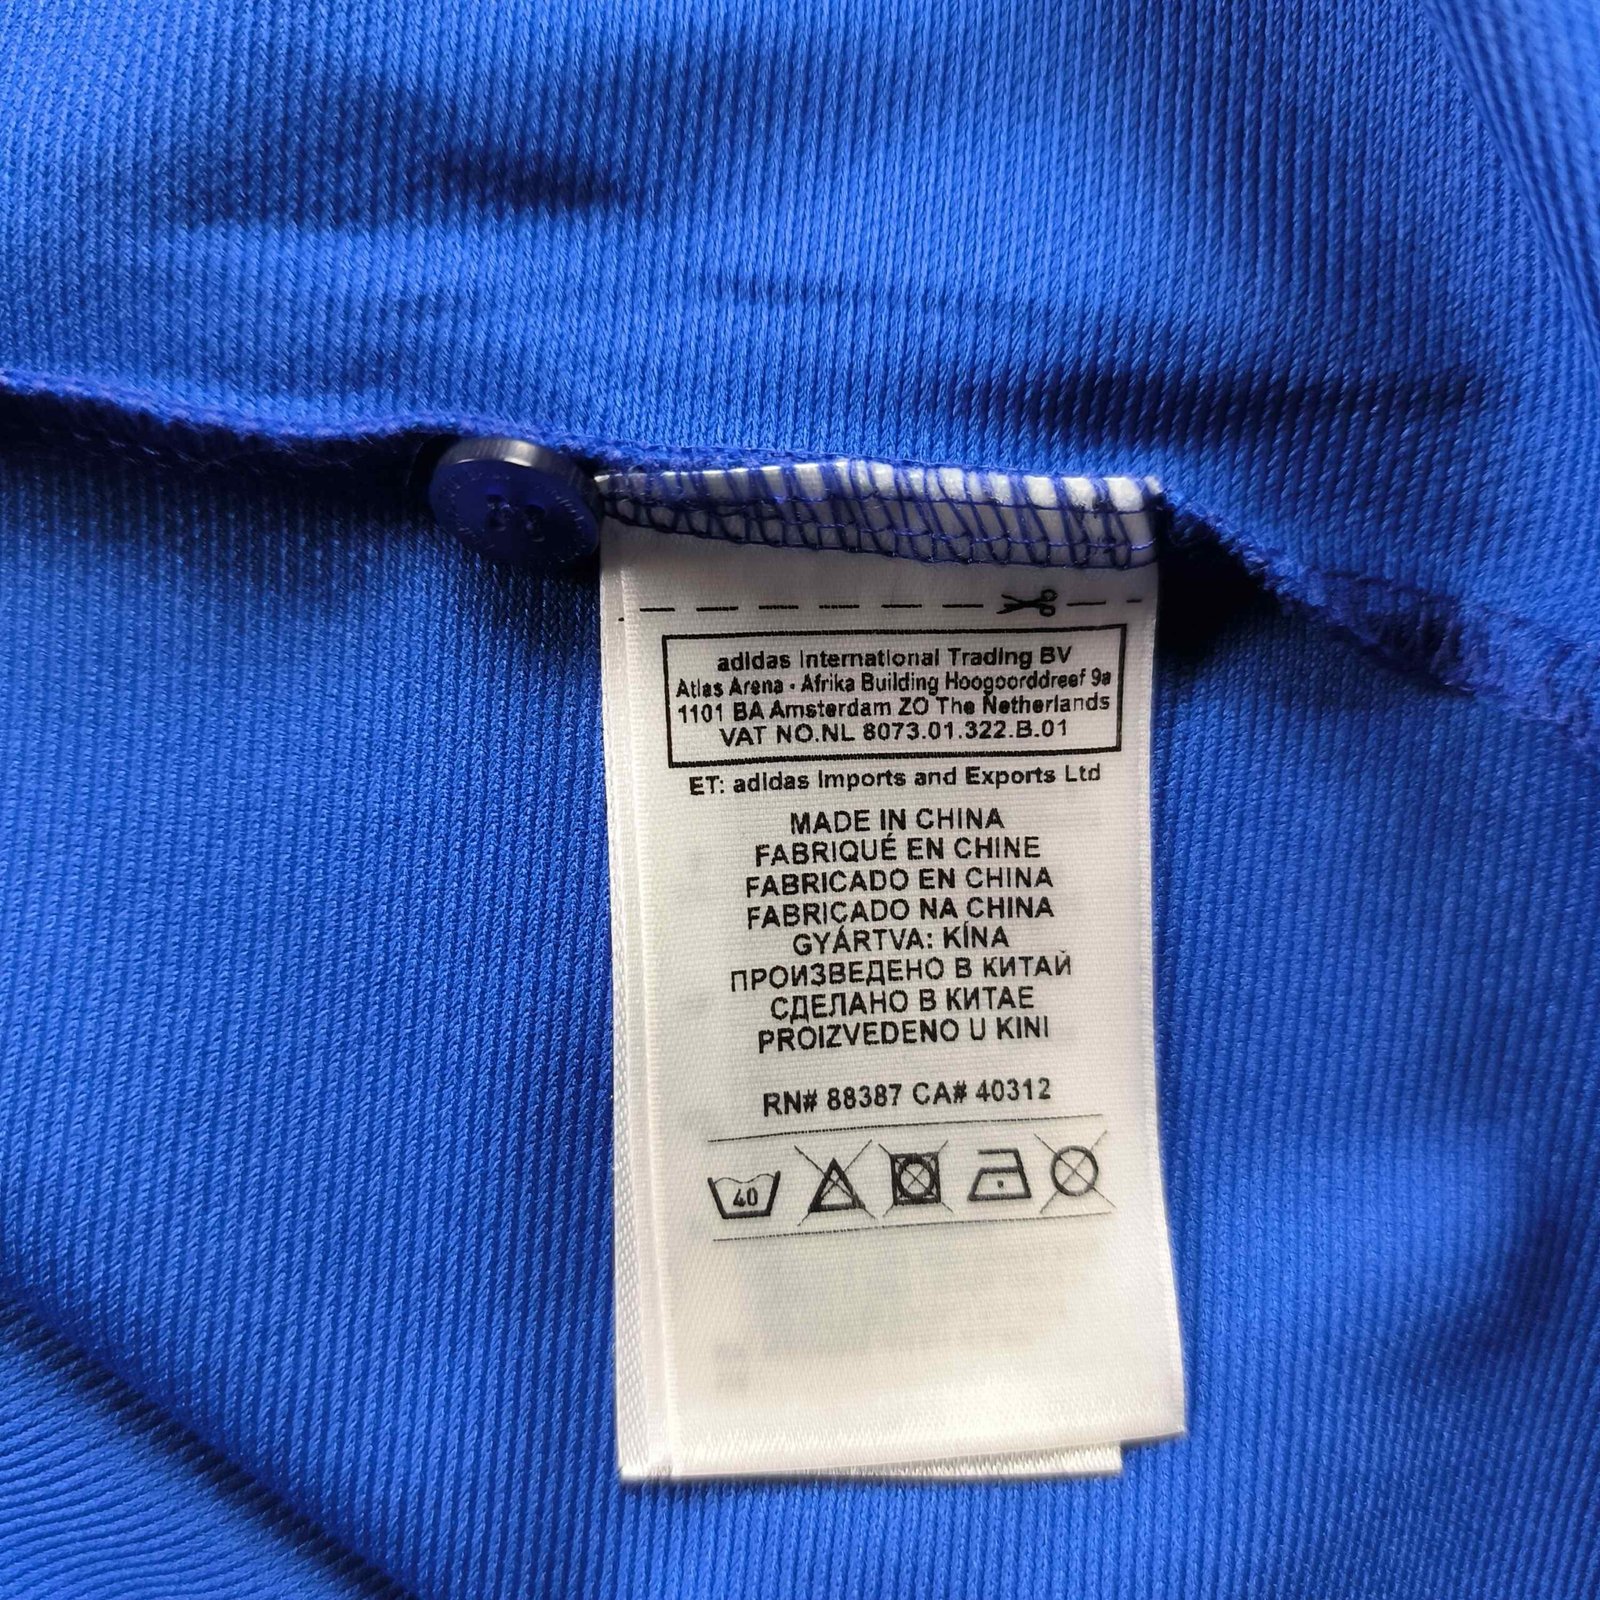 adidas International Trading BV
Atlas Arena • Afrika Building Hoogoorddreef 9a
1101 BA Amsterdam ZO The Netherlands
VAT NO.NL 8073.01.322.B.01
ET: adidas Imports and Exports Ltd
MADE IN CHINA
FABRIQUÉ EN CHINE
FABRICADO EN CHINA
FABRICADO NA CHINA
GYÁRTVA: KÍNA
ПРОИЗВЕДЕНО В КИТАЙ
СДЕЛАНО В КИТАЕ
PROIZVEDENO U KINI
RN# 88387 CA# 40312
40